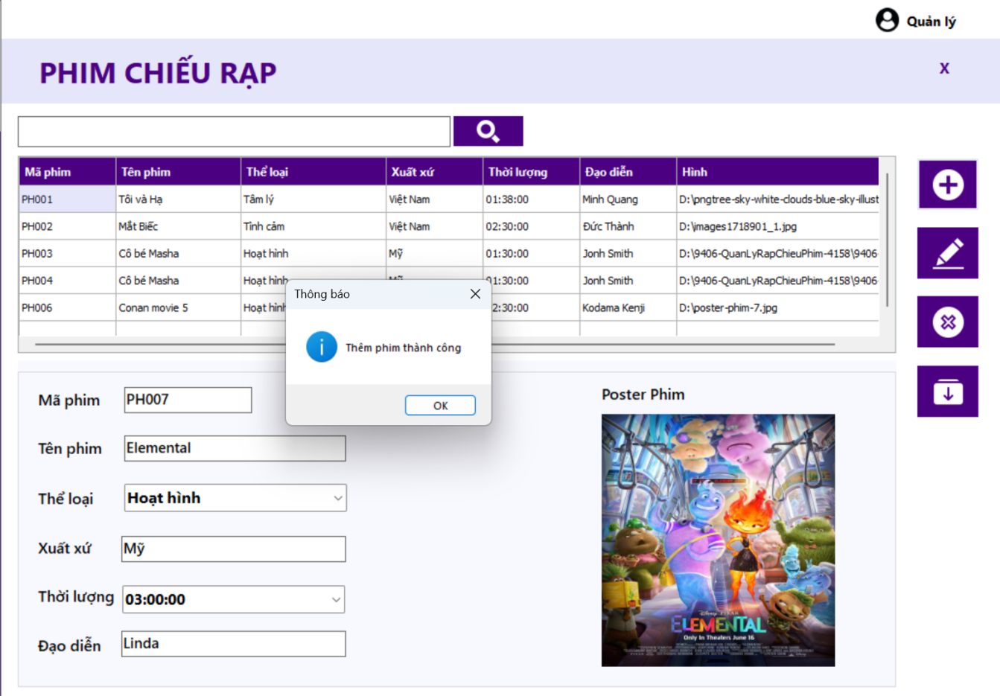 Quản lý
PHIM CHIẾU RẠP
X
Mã phim Tên phim Thể loại Xuất xứ Thời lượng Đạo diễn Hình
PH001 Tôi và Hạ Tâm lý Việt Nam 01:38:00 Minh Quang D:\pngtree-sky-white-clouds-blue-sky-illust
PH002 Mắt Biếc Tình cảm Việt Nam 02:30:00 Đức Thành D:\images1718901_1.jpg
PH003 Cô bé Masha Hoạt hình Mỹ 01:30:00 Jonh Smith D:\9406-QuanLyRapChieuPhim-4158\9406-
PH004 Cô bé Masha Hoạt hình Mỹ 01:30:00 Jonh Smith D:\9406-QuanLyRapChieuPhim-4158\9406-
PH006 Conan movie 5 Hoạt hình 2:30:00 Kodama Kenji D:\poster-phim-7.jpg
Thông báo
Thêm phim thành công
OK
Mã phim PH007
Tên phim Elemental
Thể loại Hoạt hình
Xuất xứ Mỹ
Thời lượng 03:00:00
Đạo diễn Linda
Poster Phim
Disney PIXAR
ELEMENTAL
Only In Theaters June 16